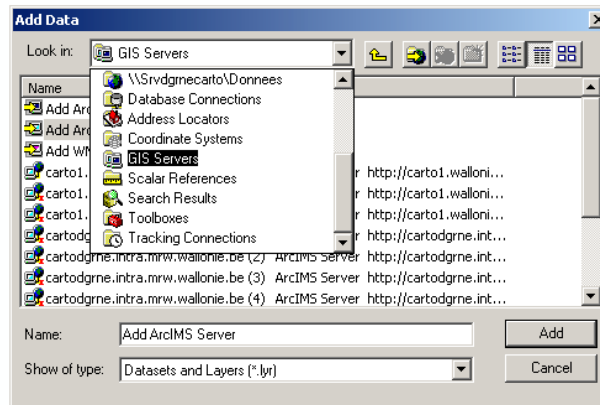 Add Data
Look in: GIS Servers
Name
\\Srvdgrnecarto\Donnees
Database Connections
Address Locators
Coordinate Systems
GIS Servers
Scalar References
Search Results
Toolboxes
Tracking Connections
Add Arc
Add Arc
Add WM
carto1. r http://carto1.walloni...
carto1. r http://carto1.walloni...
carto1. r http://carto1.walloni...
cartodg r http://cartodgrne.int...
cartodgrne.intra.mrw.wallonie.be (2) ArcIMS Server http://cartodgrne.int...
cartodgrne.intra.mrw.wallonie.be (3) ArcIMS Server http://cartodgrne.int...
cartodgrne.intra.mrw.wallonie.be (4) ArcIMS Server http://cartodgrne.int...
Name: Add ArcIMS Server Add
Show of type: Datasets and Layers (*.lyr) Cancel